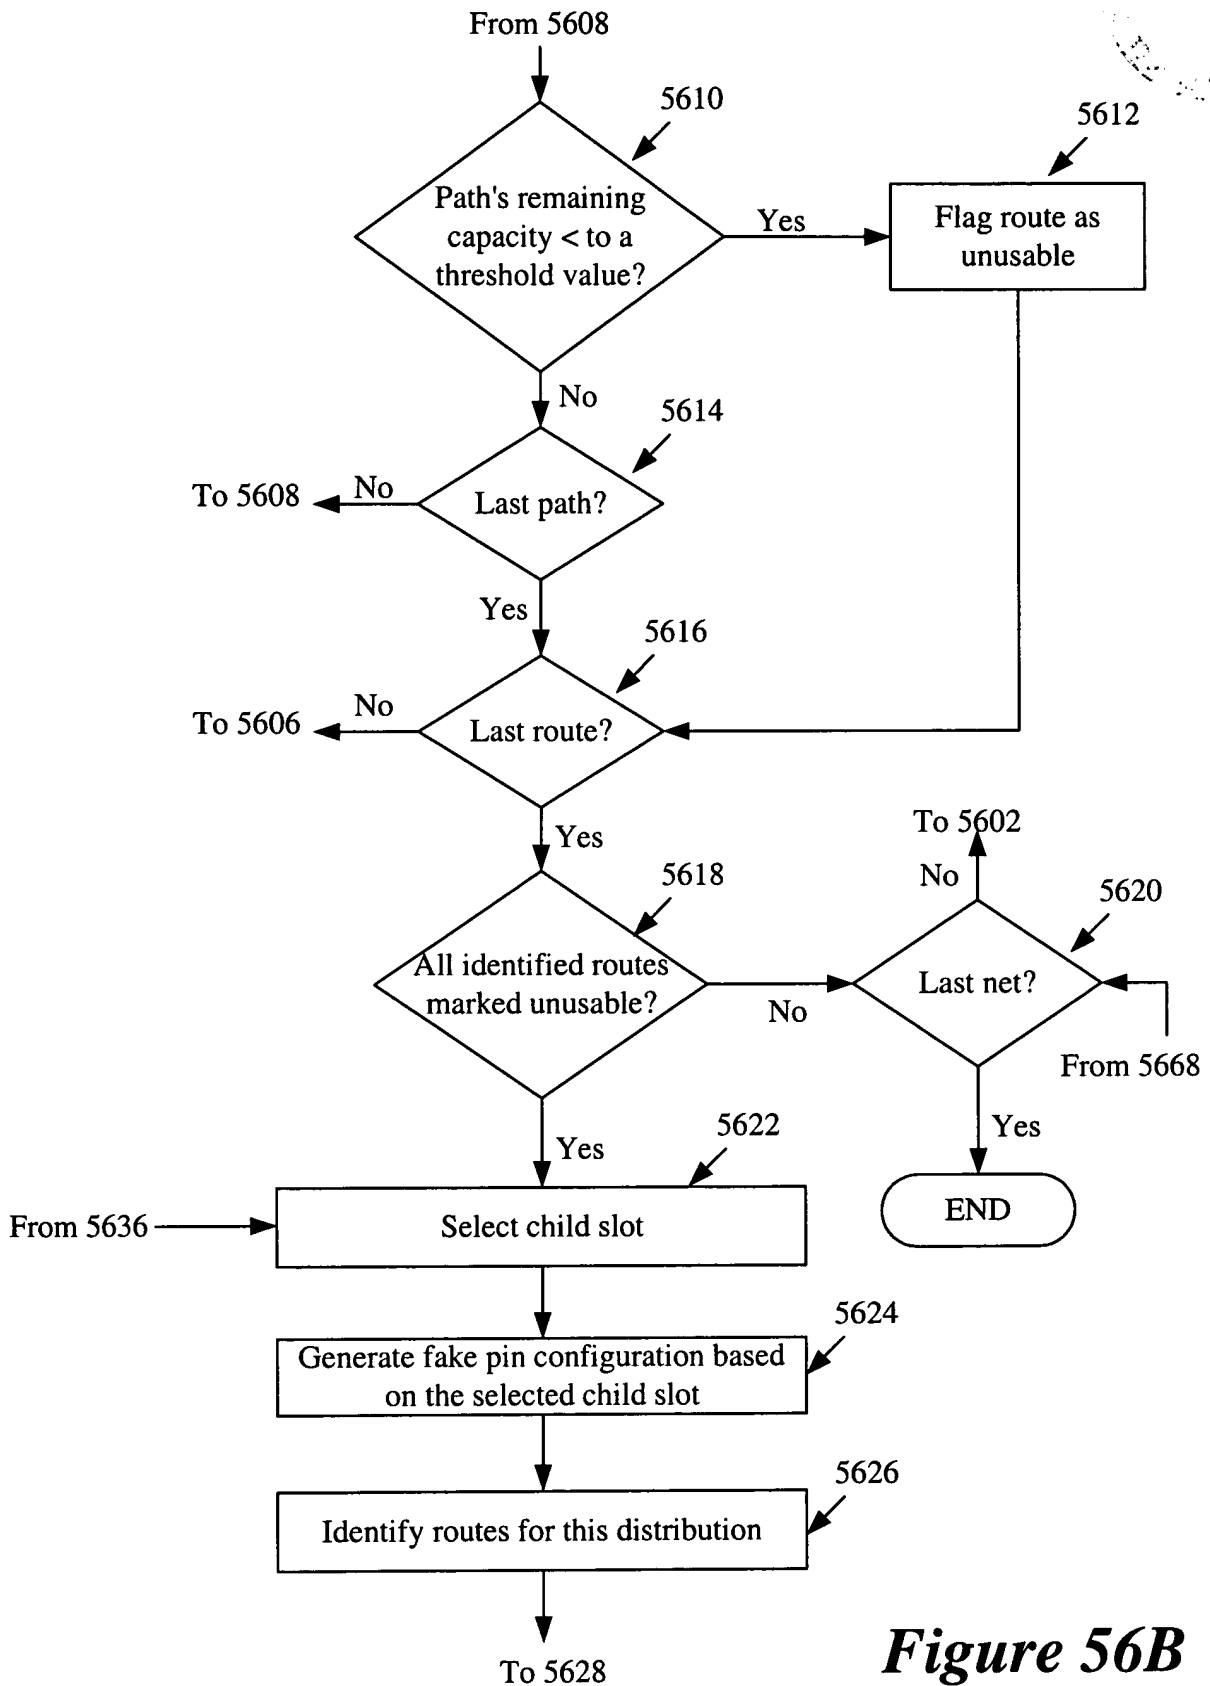 From 5608
5610
5612
Path's remaining
capacity < to a
threshold value?
Yes
Flag route as
unusable
No
5614
To 5608
No
Last path?
Yes
5616
To 5606
No
Last route?
Yes
To 5602
No
5618
5620
All identified routes
marked unusable?
No
Last net?
From 5668
Yes
Yes
5622
END
From 5636
Select child slot
5624
Generate fake pin configuration based
on the selected child slot
5626
Identify routes for this distribution
To 5628
Figure 56B